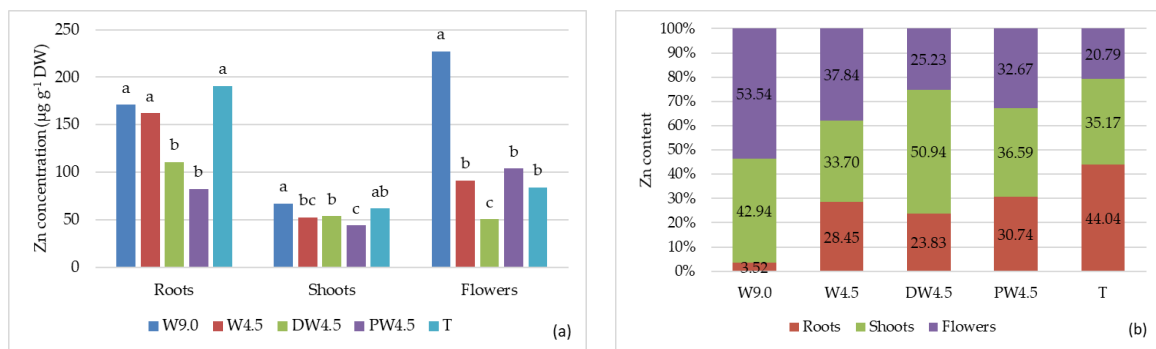 250
200
150
100
50
0
Zn concentration (µg g-1 DW)
a a b b a
a bc b c ab
a b c b b
Roots Shoots Flowers
W9.0 W4.5 DW4.5 PW4.5 T
(a)
100%
90%
80%
70%
60%
50%
40%
30%
20%
10%
0%
Zn content
53.54 37.84 25.23 32.67 20.79
42.94 33.70 50.94 36.59 35.17
3.52 28.45 23.83 30.74 44.04
W9.0 W4.5 DW4.5 PW4.5 T
Roots Shoots Flowers
(b)